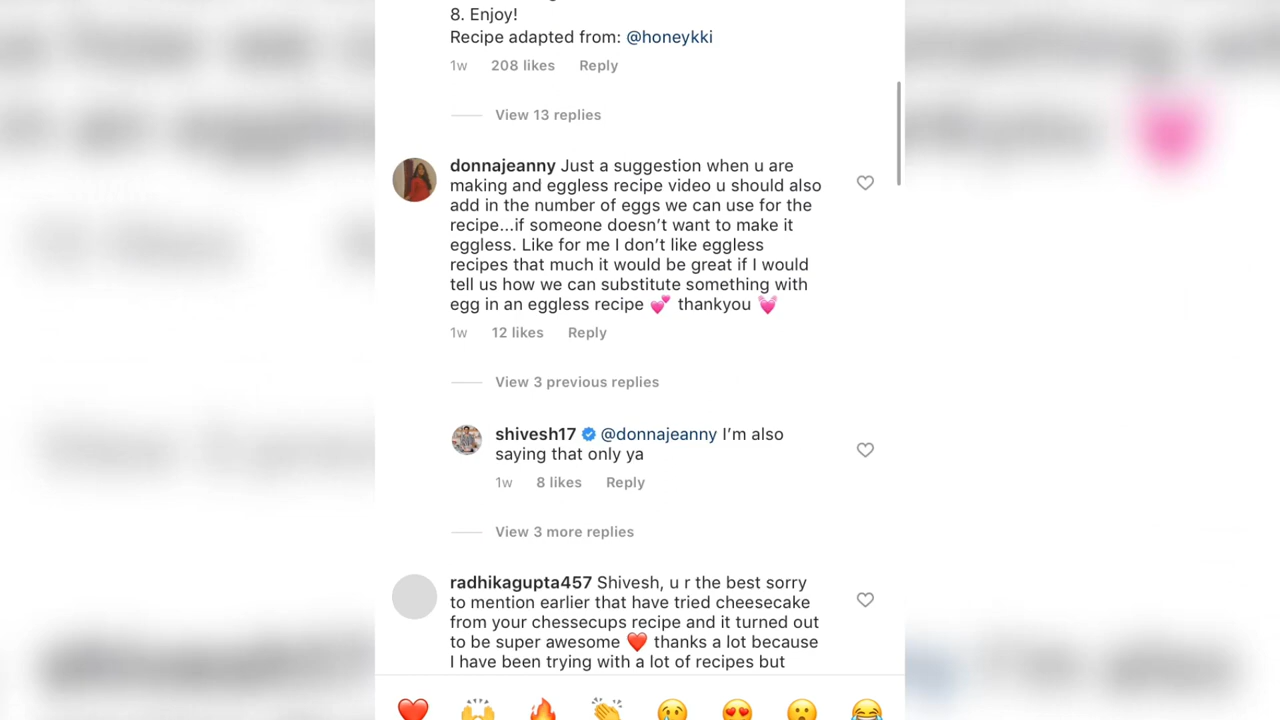 8. Enjoy!
Recipe adapted from: @honeykki
1w 208 likes Reply
View 13 replies
donnajeanny Just a suggestion when u are
making and eggless recipe video u should also
add in the number of eggs we can use for the
recipe...if someone doesn't want to make it
eggless. Like for me I don't like eggless
recipes that much it would be great if I would
tell us how we can substitute something with
egg in an eggless recipe 💕 thankyou 💓
1w 12 likes Reply
View 3 previous replies
shivesh17 @donnajeanny I'm also
saying that only ya
1w 8 likes Reply
View 3 more replies
radhikagupta457 Shivesh, u r the best sorry
to mention earlier that have tried cheesecake
from your chessecups recipe and it turned out
to be super awesome ❤️ thanks a lot because
I have been trying with a lot of recipes but